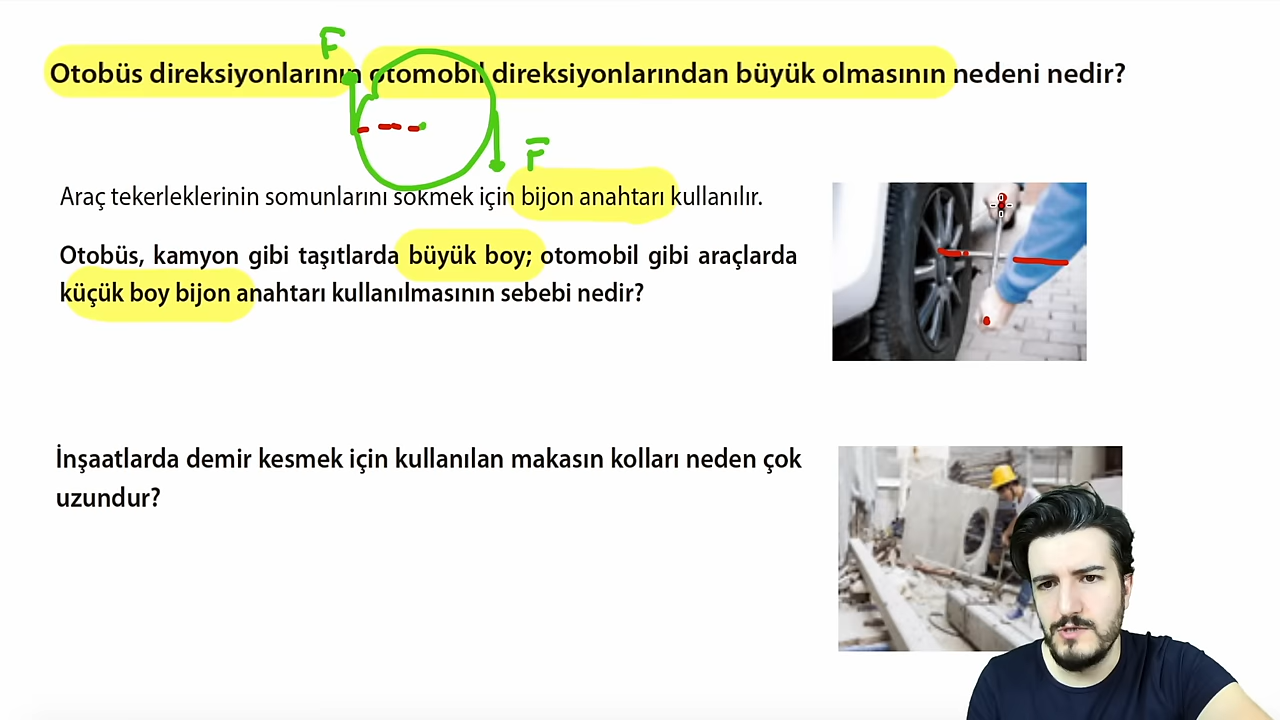 F
Otobüs direksiyonlarının otomobil direksiyonlarından büyük olmasının nedeni nedir?
F
Araç tekerleklerinin somunlarını sökmek için bijon anahtarı kullanılır.
Otobüs, kamyon gibi taşıtlarda büyük boy; otomobil gibi araçlarda
küçük boy bijon anahtarı kullanılmasının sebebi nedir?
İnşaatlarda demir kesmek için kullanılan makasın kolları neden çok
uzundur?